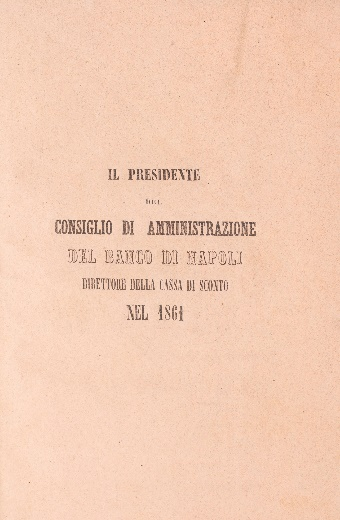 IL PRESIDENTE
DEL
CONSIGLIO DI AMMINISTRAZIONE
DEL BANCO DI NAPOLI
DIRETTORE DELLA CASSA DI SCONTO
NEL 1861